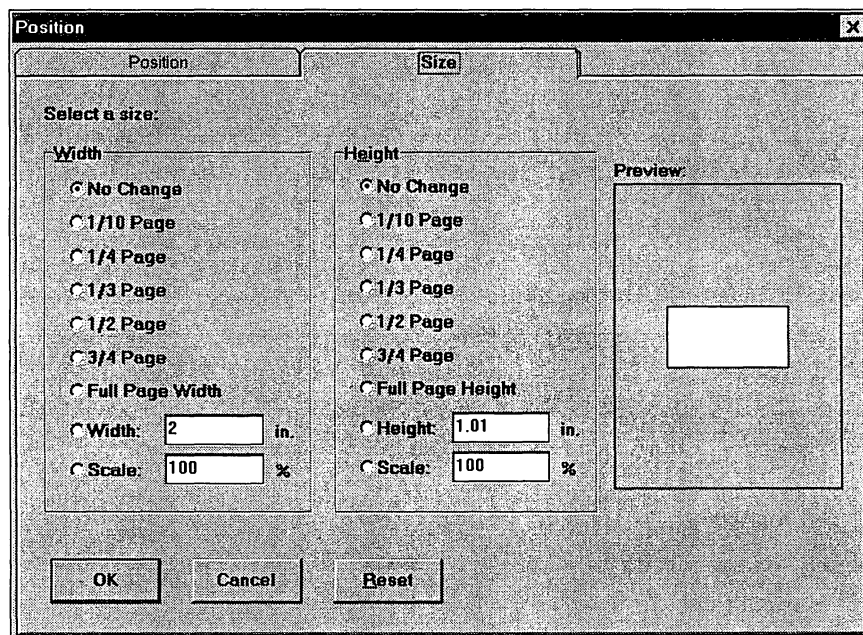 Position
Position
Size
Select a size:
Width
No Change
1/10 Page
1/4 Page
1/3 Page
1/2 Page
3/4 Page
Full Page Width
Width: 2 in.
Scale: 100 %
Height
No Change
1/10 Page
1/4 Page
1/3 Page
1/2 Page
3/4 Page
Full Page Height
Height: 1.01 in.
Scale: 100 %
Preview:
OK
Cancel
Reset